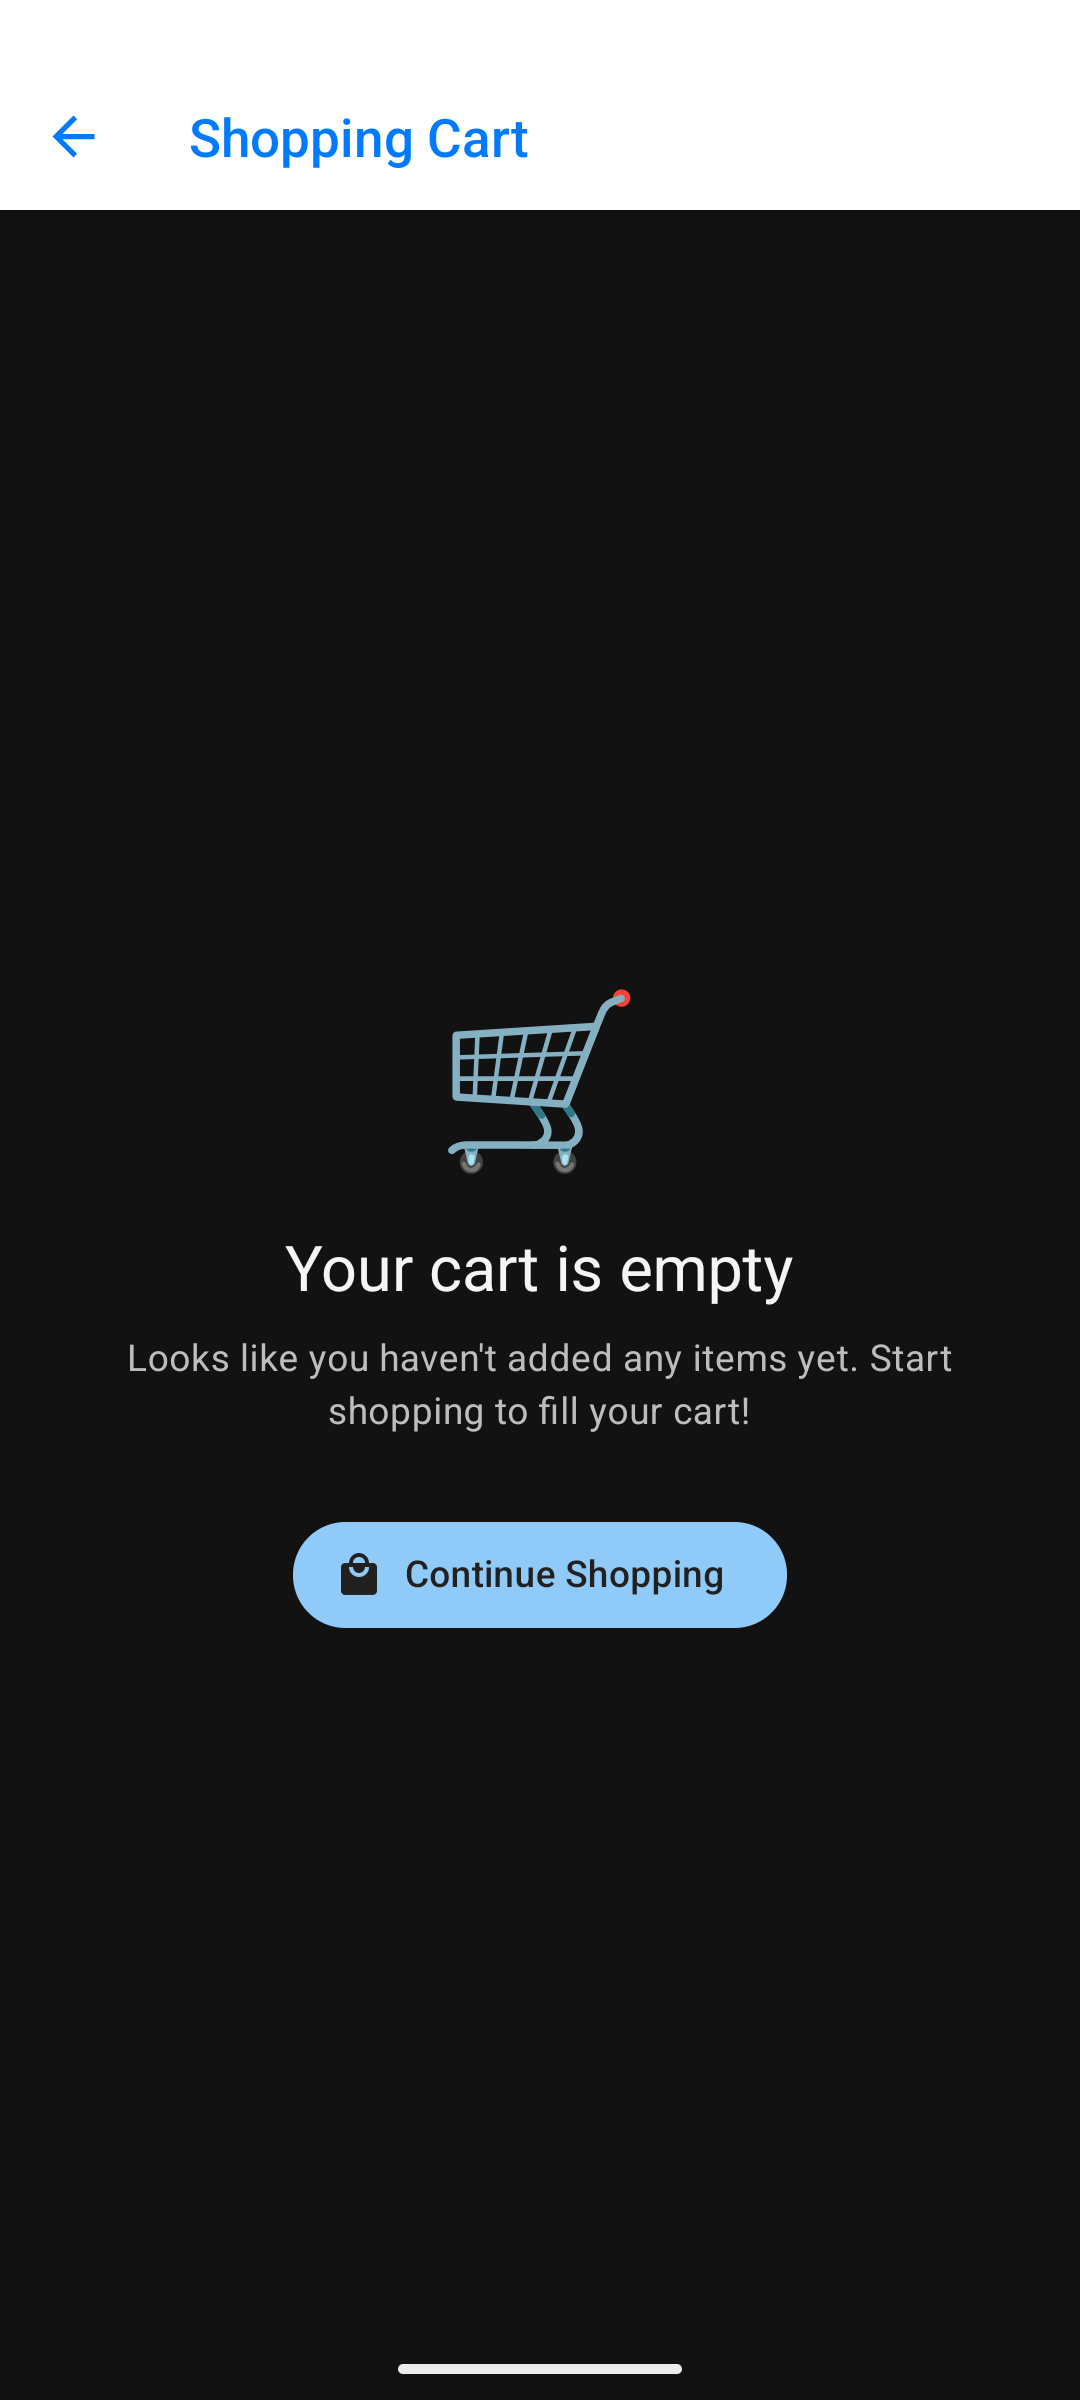 Shopping Cart
Your cart is empty
Looks like you haven't added any items yet. Start
shopping to fill your cart!
Continue Shopping